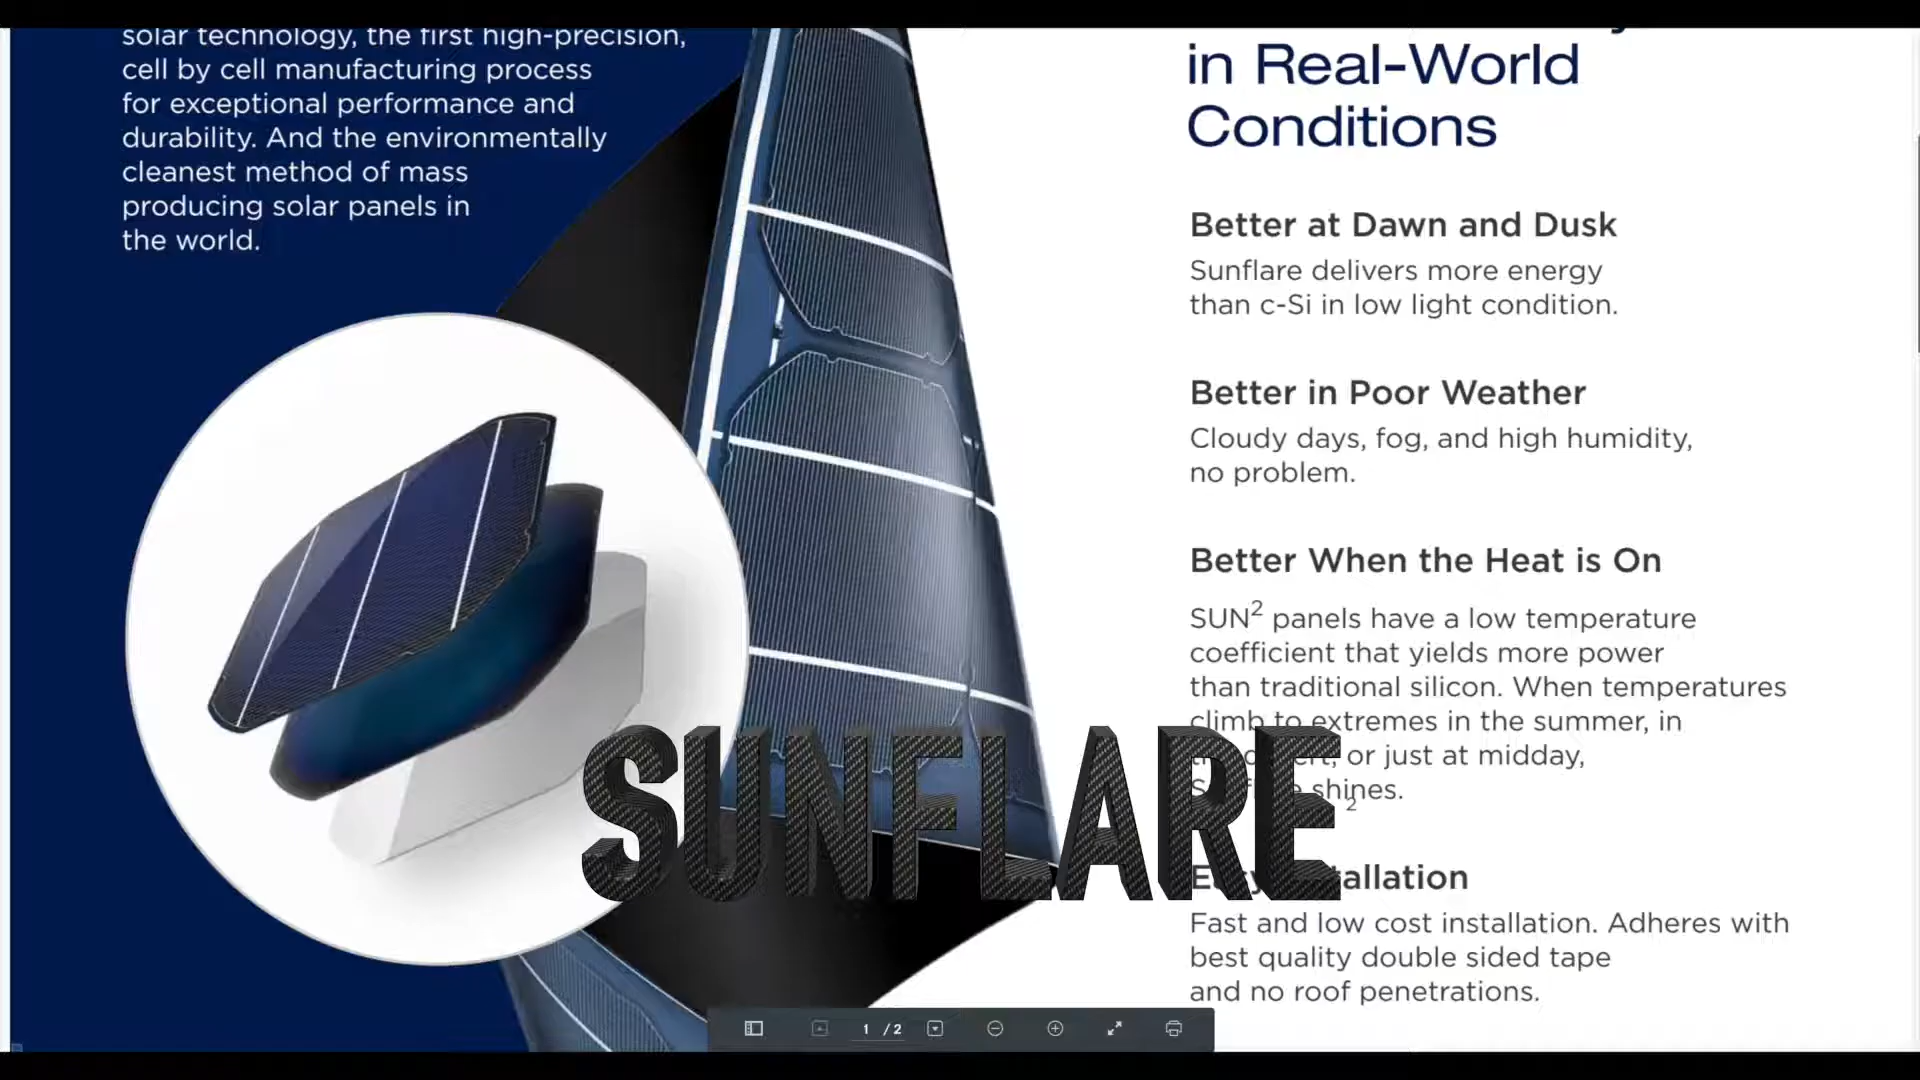 solar technology, the first high-precision,
cell by cell manufacturing process
for exceptional performance and
durability. And the environmentally
cleanest method of mass
producing solar panels in
the world.
in Real-World
Conditions
Better at Dawn and Dusk
Sunflare delivers more energy
than c-Si in low light condition.
Better in Poor Weather
Cloudy days, fog, and high humidity,
no problem.
Better When the Heat is On
SUN² panels have a low temperature
coefficient that yields more power
than traditional silicon. When temperatures
climb to extremes in the summer, in
or just at midday,
shines.
2
SUNFLARE
Fast and low cost installation. Adheres with
best quality double sided tape
and no roof penetrations.
1 / 2